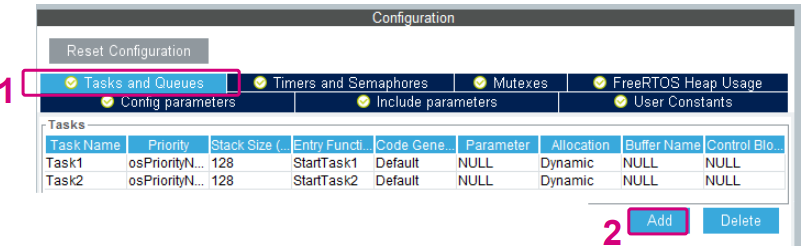 Configuration
Reset Configuration
1
Tasks and Queues Timers and Semaphores Mutexes FreeRTOS Heap Usage
Config parameters Include parameters User Constants
Tasks
Task Name Priority Stack Size (... Entry Functi... Code Gene... Parameter Allocation Buffer Name Control Blo...
Task1 osPriorityN... 128 StartTask1 Default NULL Dynamic NULL NULL
Task2 osPriorityN... 128 StartTask2 Default NULL Dynamic NULL NULL
2 Add Delete